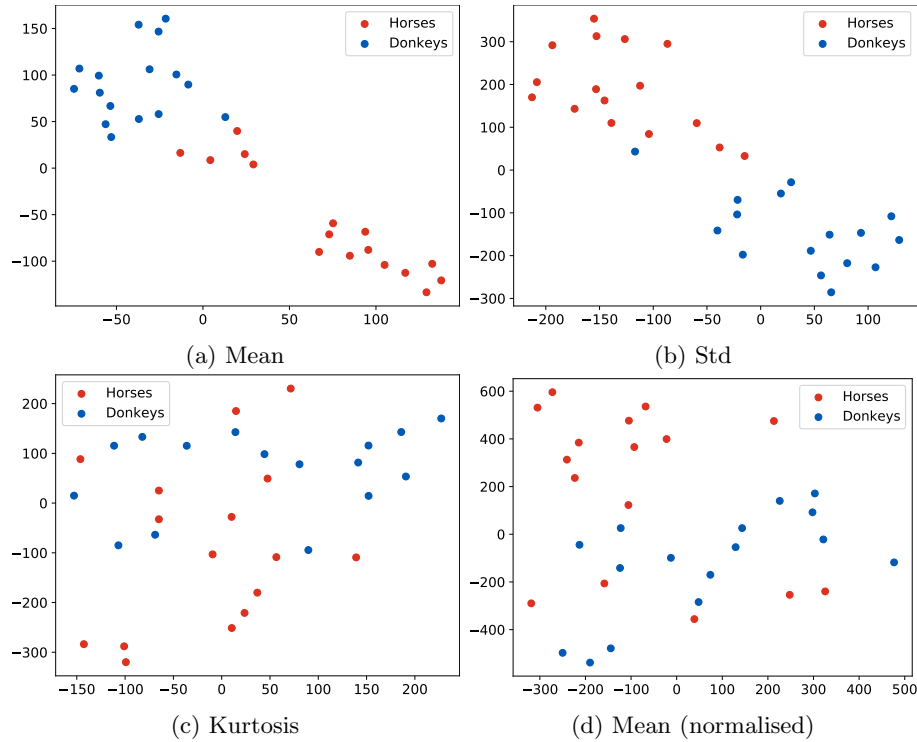 Horses
Donkeys
150
100
50
0
−50
−100
−50 0 50 100
(a) Mean
Horses
Donkeys
300
200
100
0
−100
−200
−300
−200 −150 −100 −50 0 50 100
(b) Std
Horses
Donkeys
200
100
0
−100
−200
−300
−150 −100 −50 0 50 100 150 200
(c) Kurtosis
Horses
Donkeys
600
400
200
0
−200
−400
−300 −200 −100 0 100 200 300 400 500
(d) Mean (normalised)